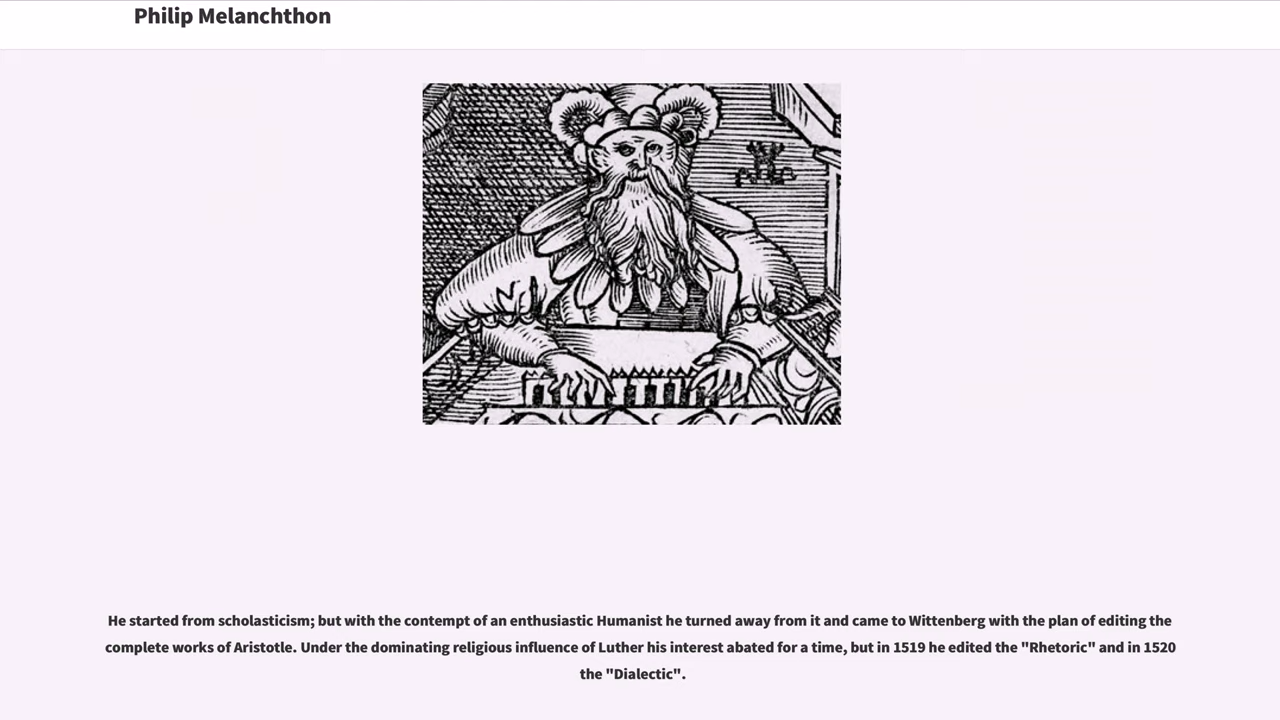 Philip Melanchthon
He started from scholasticism; but with the contempt of an enthusiastic Humanist he turned away from it and came to Wittenberg with the plan of editing the
complete works of Aristotle. Under the dominating religious influence of Luther his interest abated for a time, but in 1519 he edited the "Rhetoric" and in 1520
the "Dialectic".